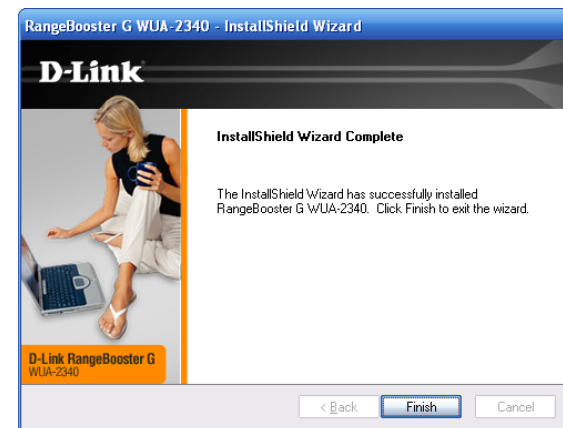 RangeBooster G WUA-2340 - InstallShield Wizard
D-Link
InstallShield Wizard Complete
The InstallShield Wizard has successfully installed
RangeBooster G WUA-2340. Click Finish to exit the wizard.
D-Link RangeBooster G
WUA-2340
< Back
Finish
Cancel